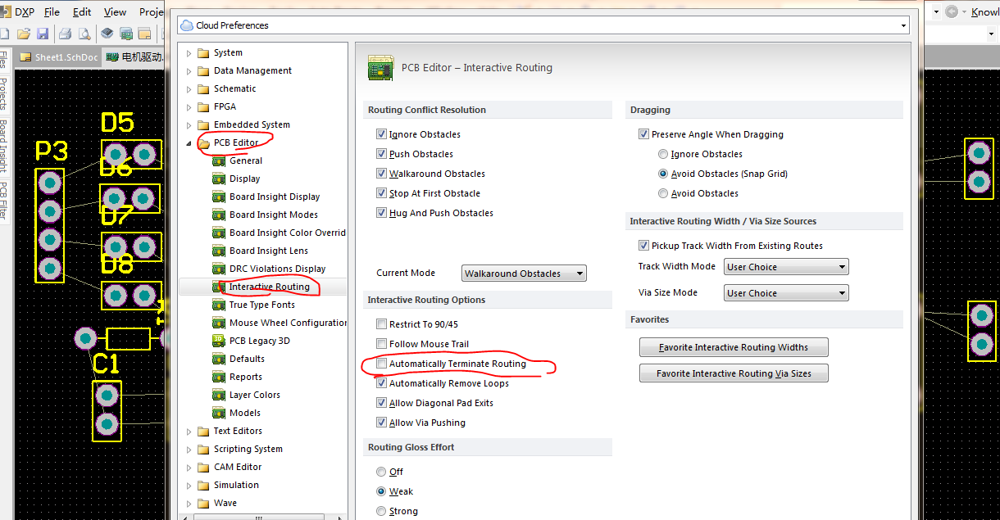 DXP File Edit View Proje
Knowl
Cloud Preferences
Sheet1.SchDoc
电机驱动.
Files
Projects
Board Insight
PCB Filter
System
Data Management
Schematic
FPGA
Embedded System
PCB Editor
General
Display
Board Insight Display
Board Insight Modes
Board Insight Color Overrid
Board Insight Lens
DRC Violations Display
Interactive Routing
True Type Fonts
Mouse Wheel Configuration
PCB Legacy 3D
Defaults
Reports
Layer Colors
Models
Text Editors
Scripting System
CAM Editor
Simulation
Wave
PCB Editor – Interactive Routing
Routing Conflict Resolution
Ignore Obstacles
Push Obstacles
Walkaround Obstacles
Stop At First Obstacle
Hug And Push Obstacles
Current Mode Walkaround Obstacles
Interactive Routing Options
Restrict To 90/45
Follow Mouse Trail
Automatically Terminate Routing
Automatically Remove Loops
Allow Diagonal Pad Exits
Allow Via Pushing
Routing Gloss Effort
Off
Weak
Strong
Dragging
Preserve Angle When Dragging
Ignore Obstacles
Avoid Obstacles (Snap Grid)
Avoid Obstacles
Interactive Routing Width / Via Size Sources
Pickup Track Width From Existing Routes
Track Width Mode User Choice
Via Size Mode User Choice
Favorites
Favorite Interactive Routing Widths
Favorite Interactive Routing Via Sizes
D5
P3
D6
D7
D8
C1